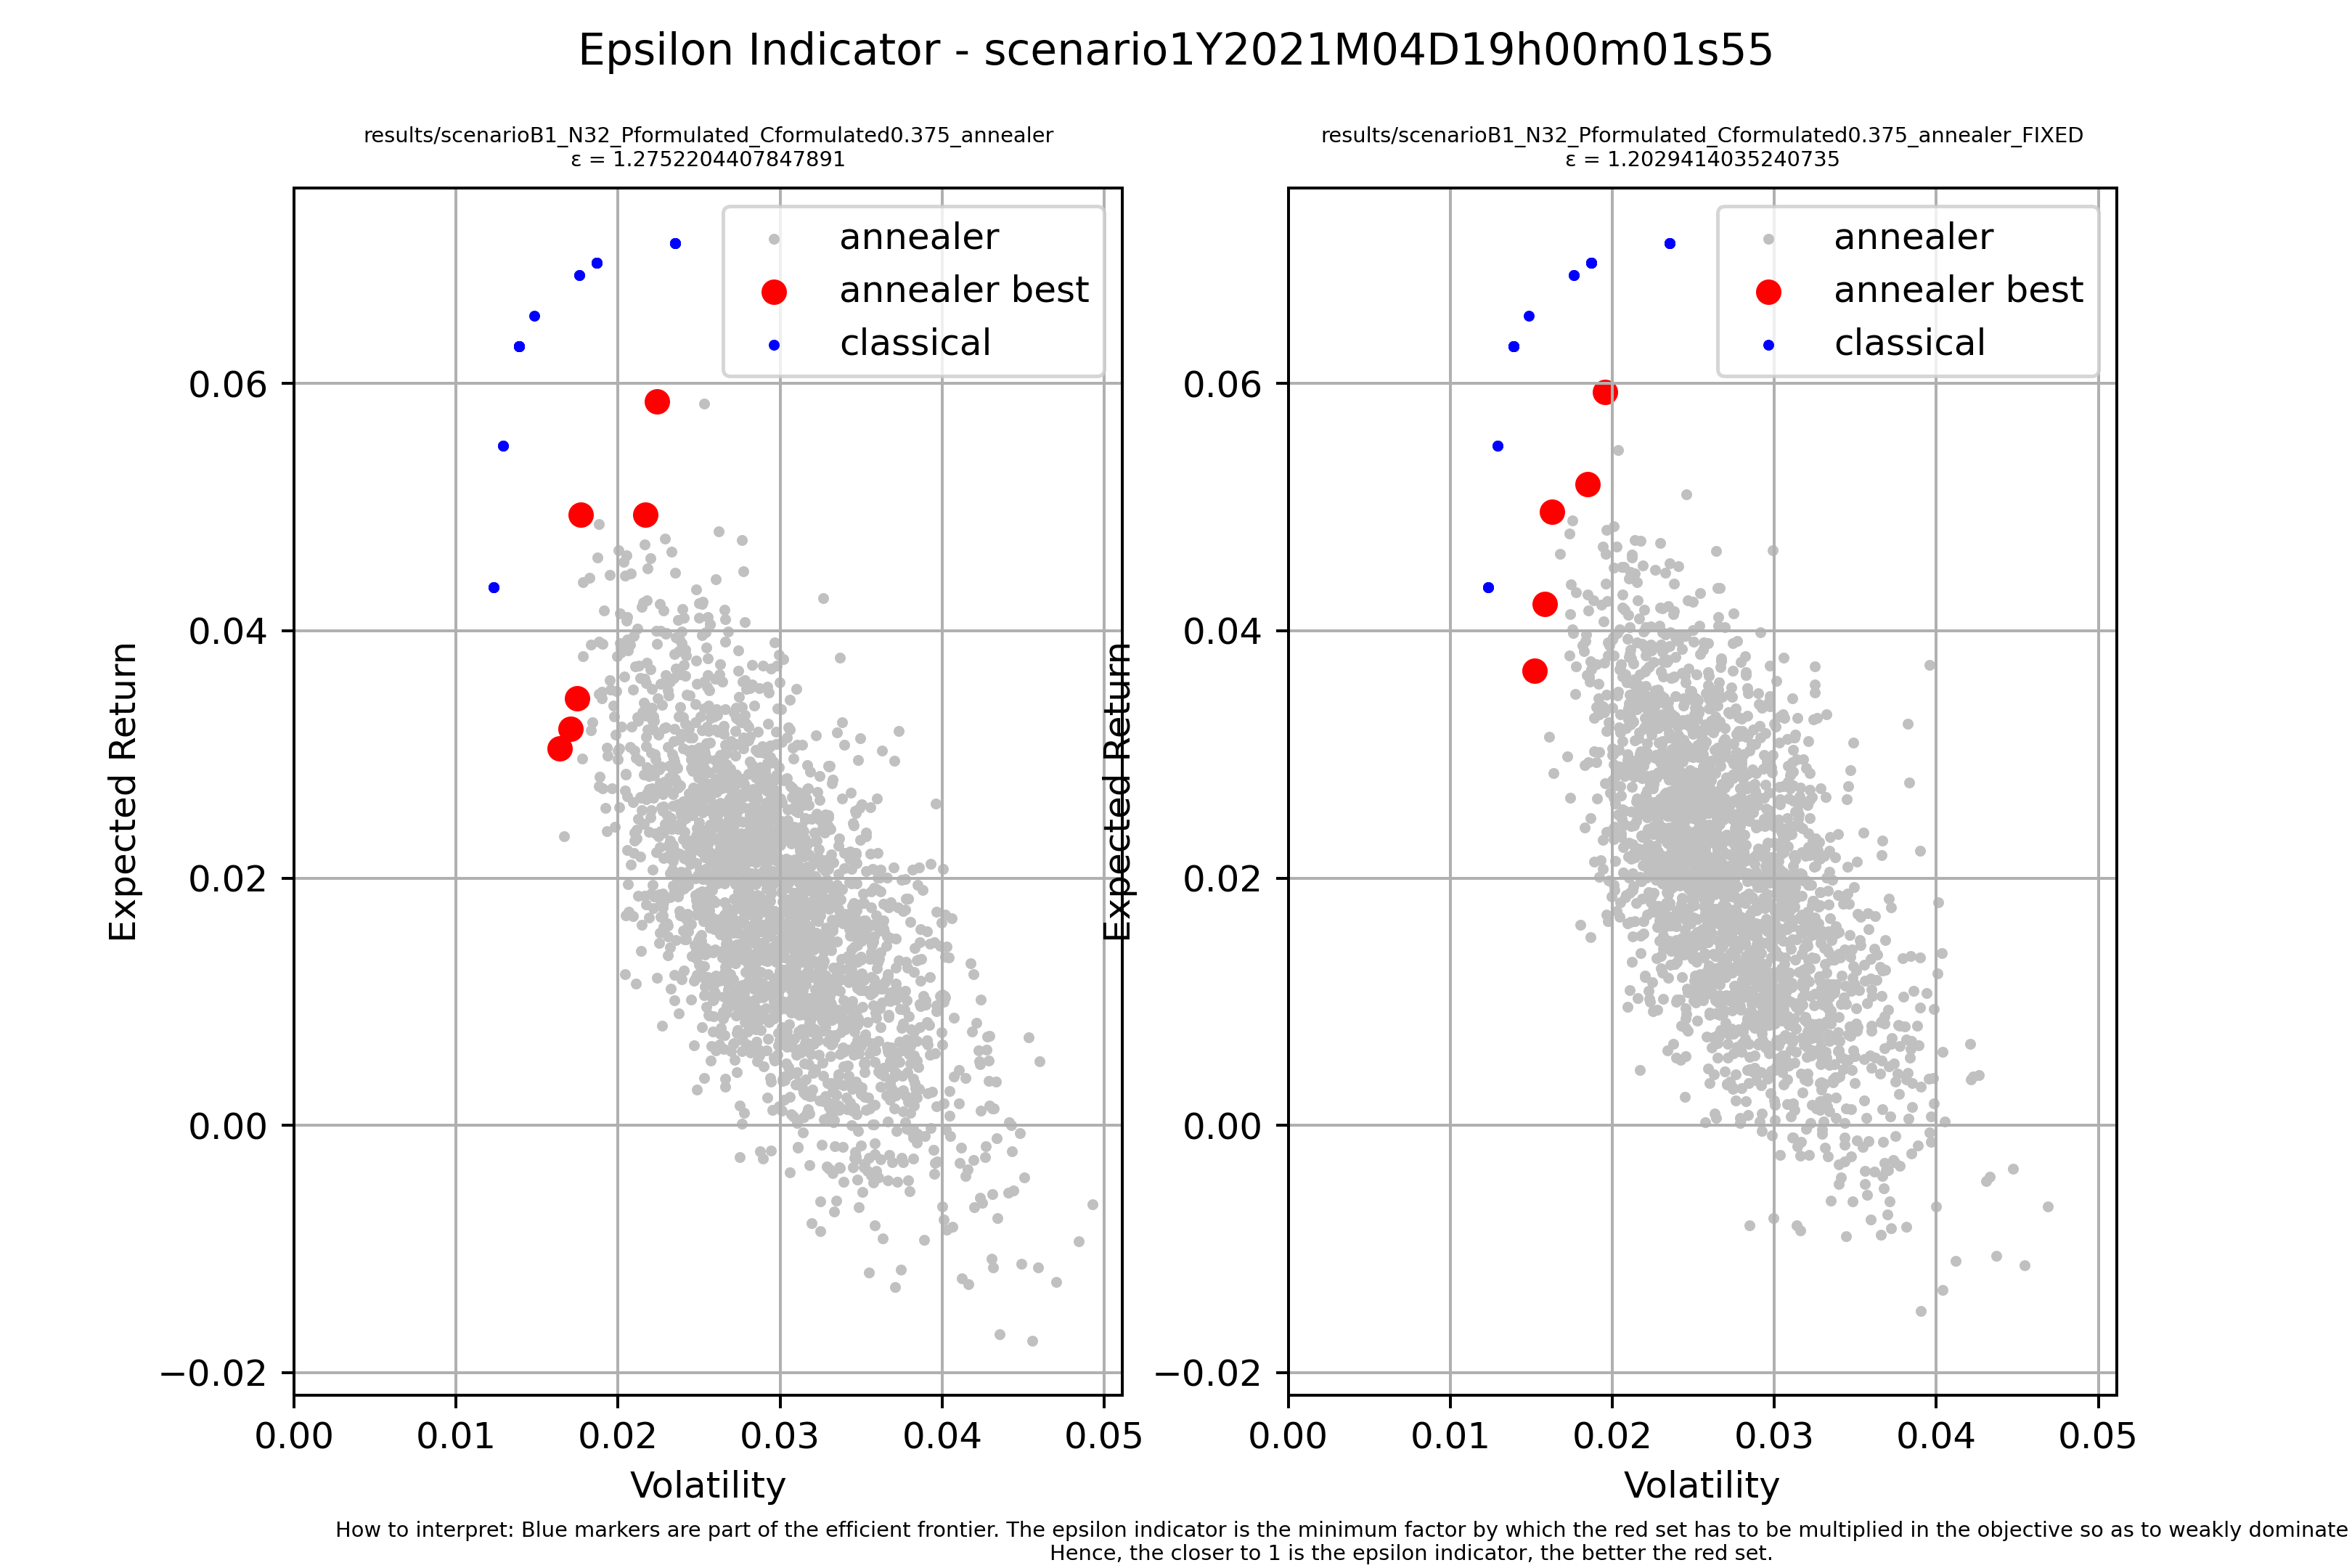 Epsilon Indicator - scenario1Y2021M04D19h00m01s55
results/scenarioB1_N32_Pformulated_Cformulated0.375_annealer
ε = 1.2752204407847891
annealer
annealer best
classical
0.06
0.04
0.02
0.00
−0.02
Expected Return
0.00 0.01 0.02 0.03 0.04 0.05
Volatility
results/scenarioB1_N32_Pformulated_Cformulated0.375_annealer_FIXED
ε = 1.2029414035240735
annealer
annealer best
classical
0.06
0.04
0.02
0.00
−0.02
Expected Return
0.00 0.01 0.02 0.03 0.04 0.05
Volatility
How to interpret: Blue markers are part of the efficient frontier. The epsilon indicator is the minimum factor by which the red set has to be multiplied in the objective so as to weakly dominate
Hence, the closer to 1 is the epsilon indicator, the better the red set.